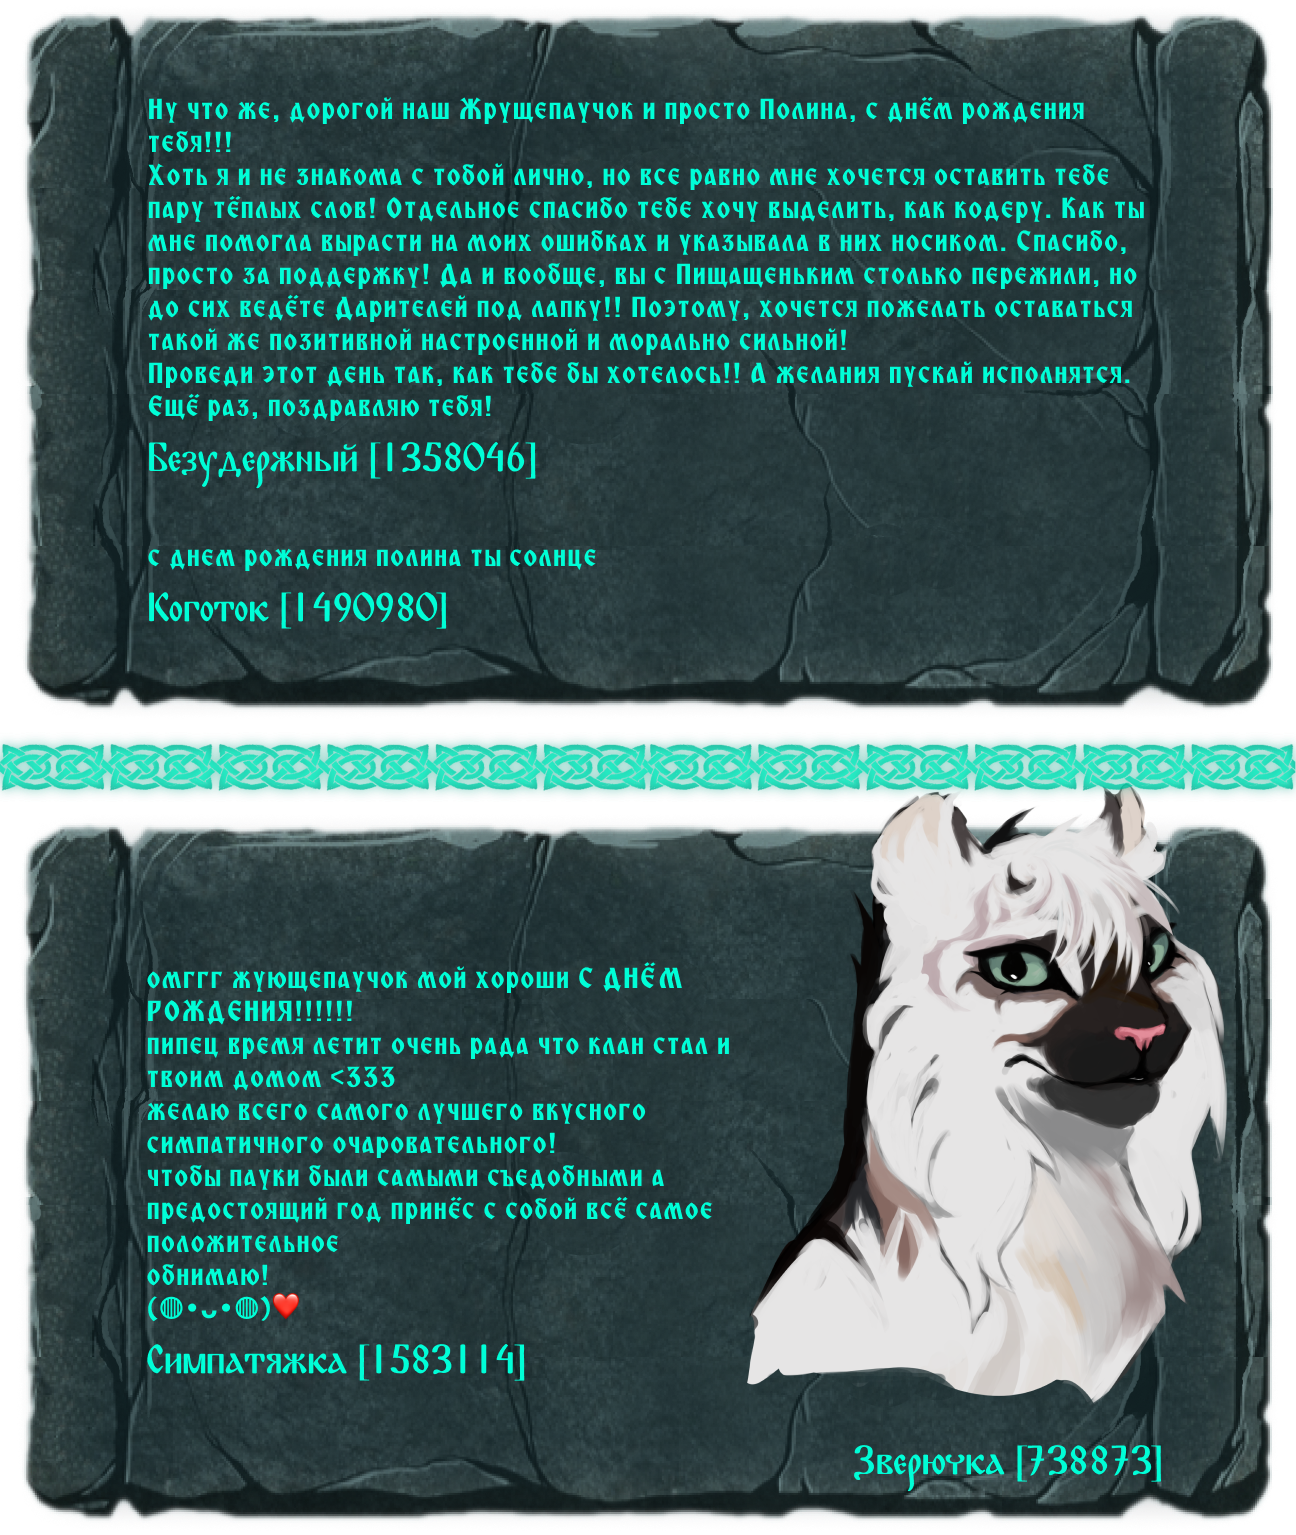 Ну что же, дорогой наш Жрущепаучок и просто Полина, с днём рождения
тебя!!!
Хоть я и не знакома с тобой лично, но все равно мне хочется оставить тебе
пару тёплых слов! Отдельное спасибо тебе хочу выделить, как кодеру. Как ты
мне помогла вырасти на моих ошибках и указывала в них носиком. Спасибо,
просто за поддержку! Да и вообще, вы с Пищащеньким столько пережили, но
до сих ведёте Дарителей под лапку!! Поэтому, хочется пожелать оставаться
такой же позитивной настроенной и морально сильной!
Проведи этот день так, как тебе бы хотелось!! А желания пускай исполнятся.
Ещё раз, поздравляю тебя!
Безудержный [1358046]
с днем рождения полина ты солнце
Коготок [1490980]
омггг жующепаучок мой хороши С ДНЁМ
РОЖДЕНИЯ!!!!!!
пипец время летит очень рада что клан стал и
твоим домом <333
желаю всего самого лучшего вкусного
симпатичного очаровательного!
чтобы пауки были самыми съедобными а
предостоящий год принёс с собой всё самое
положительное
обнимаю!
(◍•ᴗ•◍)❤️
Симпатяжка [1583114]
Зверючка [738873]